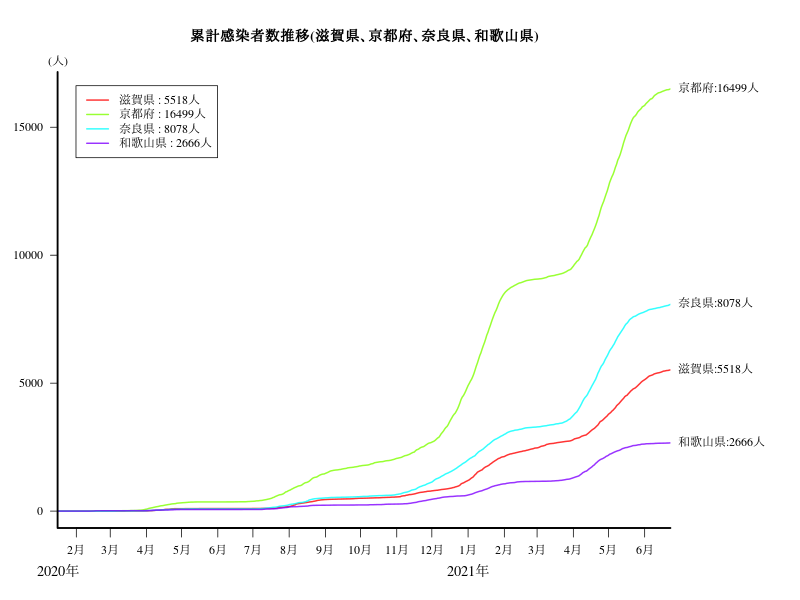 累計感染者数推移(滋賀県、京都府、奈良県、和歌山県)
(人)
滋賀県 : 5518人
京都府 : 16499人
奈良県 : 8078人
和歌山県 : 2666人
京都府:16499人
奈良県:8078人
滋賀県:5518人
和歌山県:2666人
15000
10000
5000
0
2月 3月 4月 5月 6月 7月 8月 9月 10月 11月 12月 1月 2月 3月 4月 5月 6月
2020年 2021年